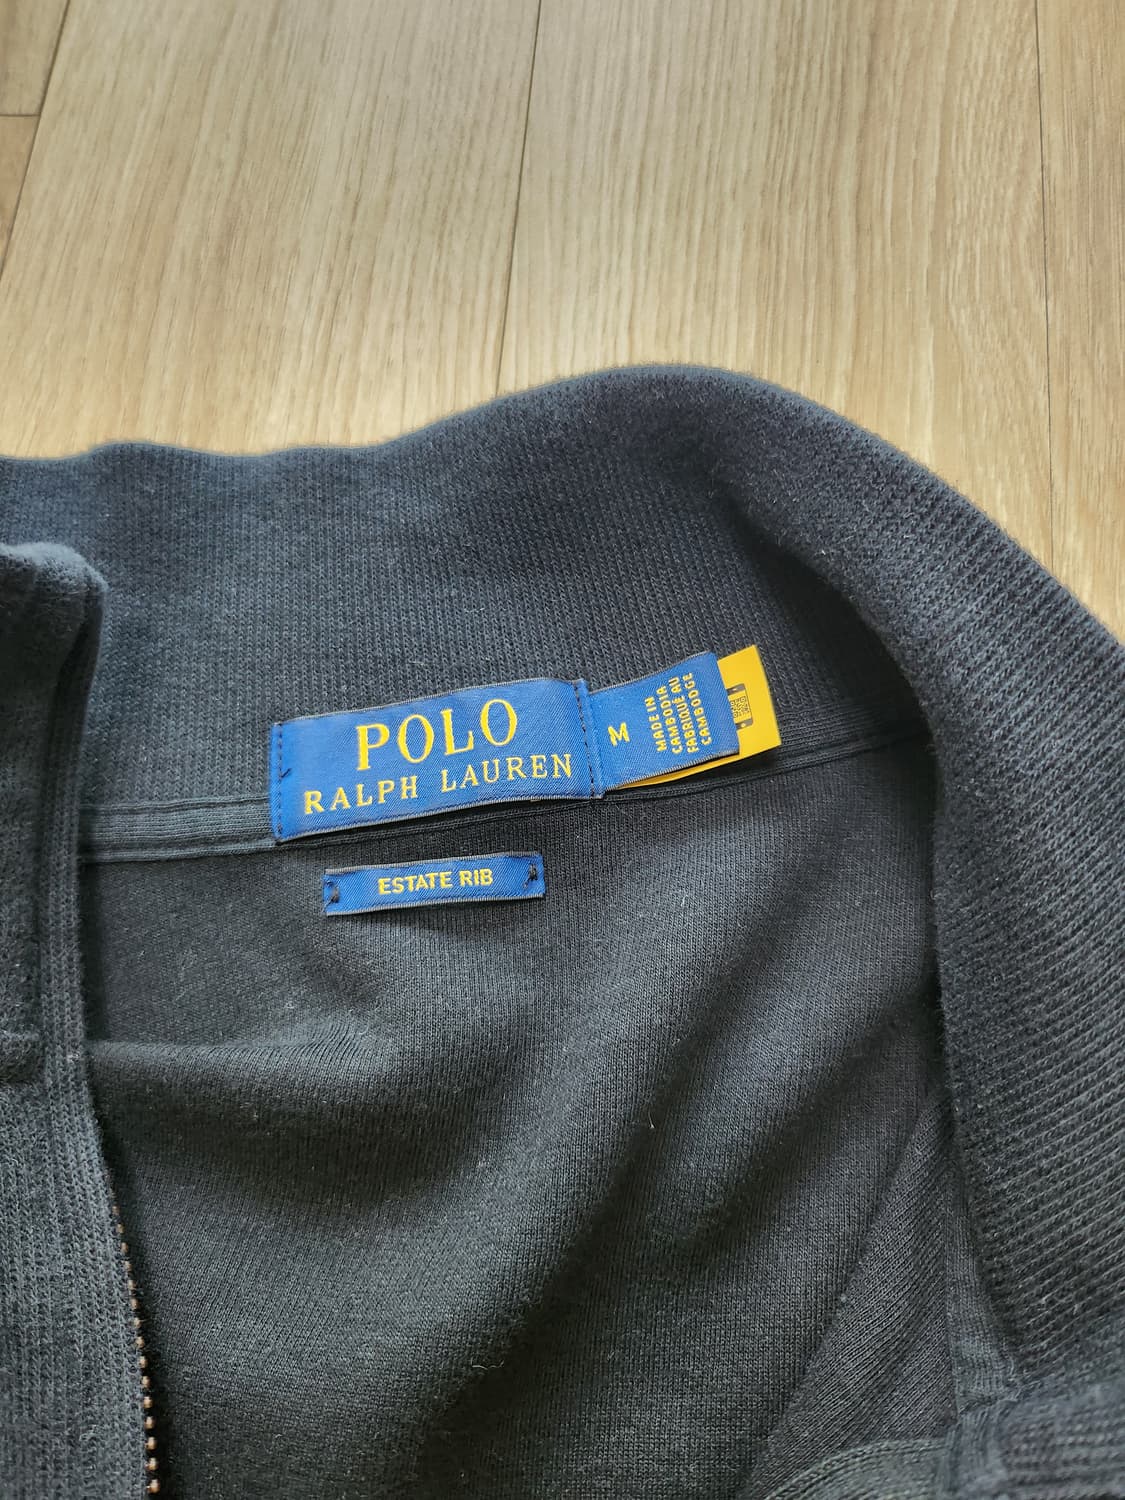 POLO
RALPH LAUREN
M
MADE IN
CAMBODIA
FABRIQUÉ AU
CAMBODGE
ESTATE RIB